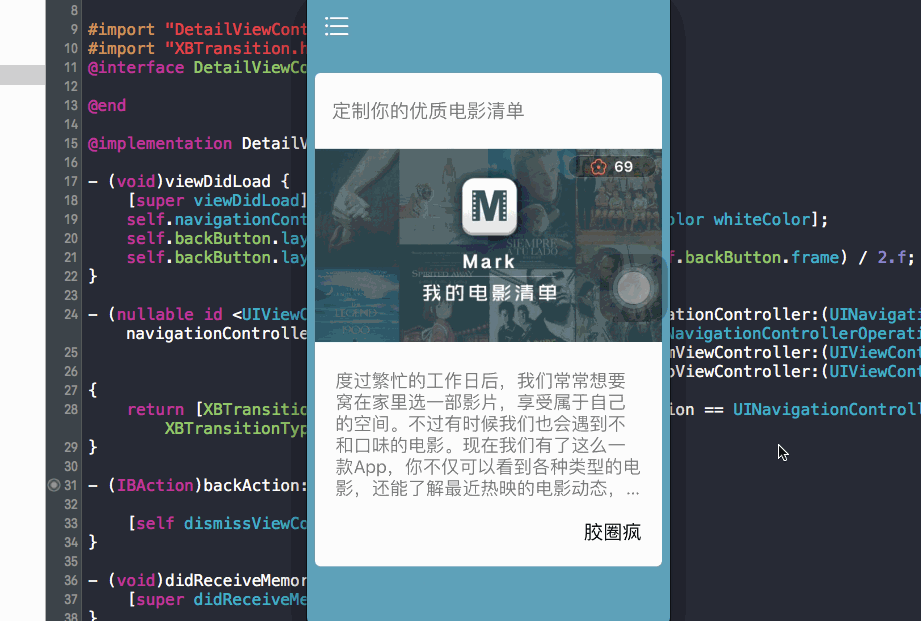 8
9 #import "DetailViewCont
10 #import "XBTransition.h
11 @interface DetailViewCo
12
13 @end
14
15 @implementation DetailV
16
17 - (void)viewDidLoad {
18 [super viewDidLoad]
19 self.navigationCont olor whiteColor];
20 self.backButton.lay
21 self.backButton.lay f.backButton.frame) / 2.f;
22 }
23
24 - (nullable id <UIViewC ationController:(UINavigati
navigationControlle NavigationControllerOperati
25 mViewController:(UIViewCont
26 oViewController:(UIViewCont
27 {
28 return [XBTransitio ion == UINavigationControll
XBTransitionTyp
29 }
30
31 - (IBAction)backAction:
32
33 [self dismissViewCo
34 }
35
36 - (void)didReceiveMemor
37 [super didReceiveMe
38 }
定制你的优质电影清单
69
M
SIEMPRE
A TU LADO
SPIRITED AWAY
Mark
我的电影清单
度过繁忙的工作日后，我们常常想要
窝在家里选一部影片，享受属于自己
的空间。不过有时候我们也会遇到不
和口味的电影。现在我们有了这么一
款App，你不仅可以看到各种类型的电
影，还能了解最近热映的电影动态，...
胶圈疯